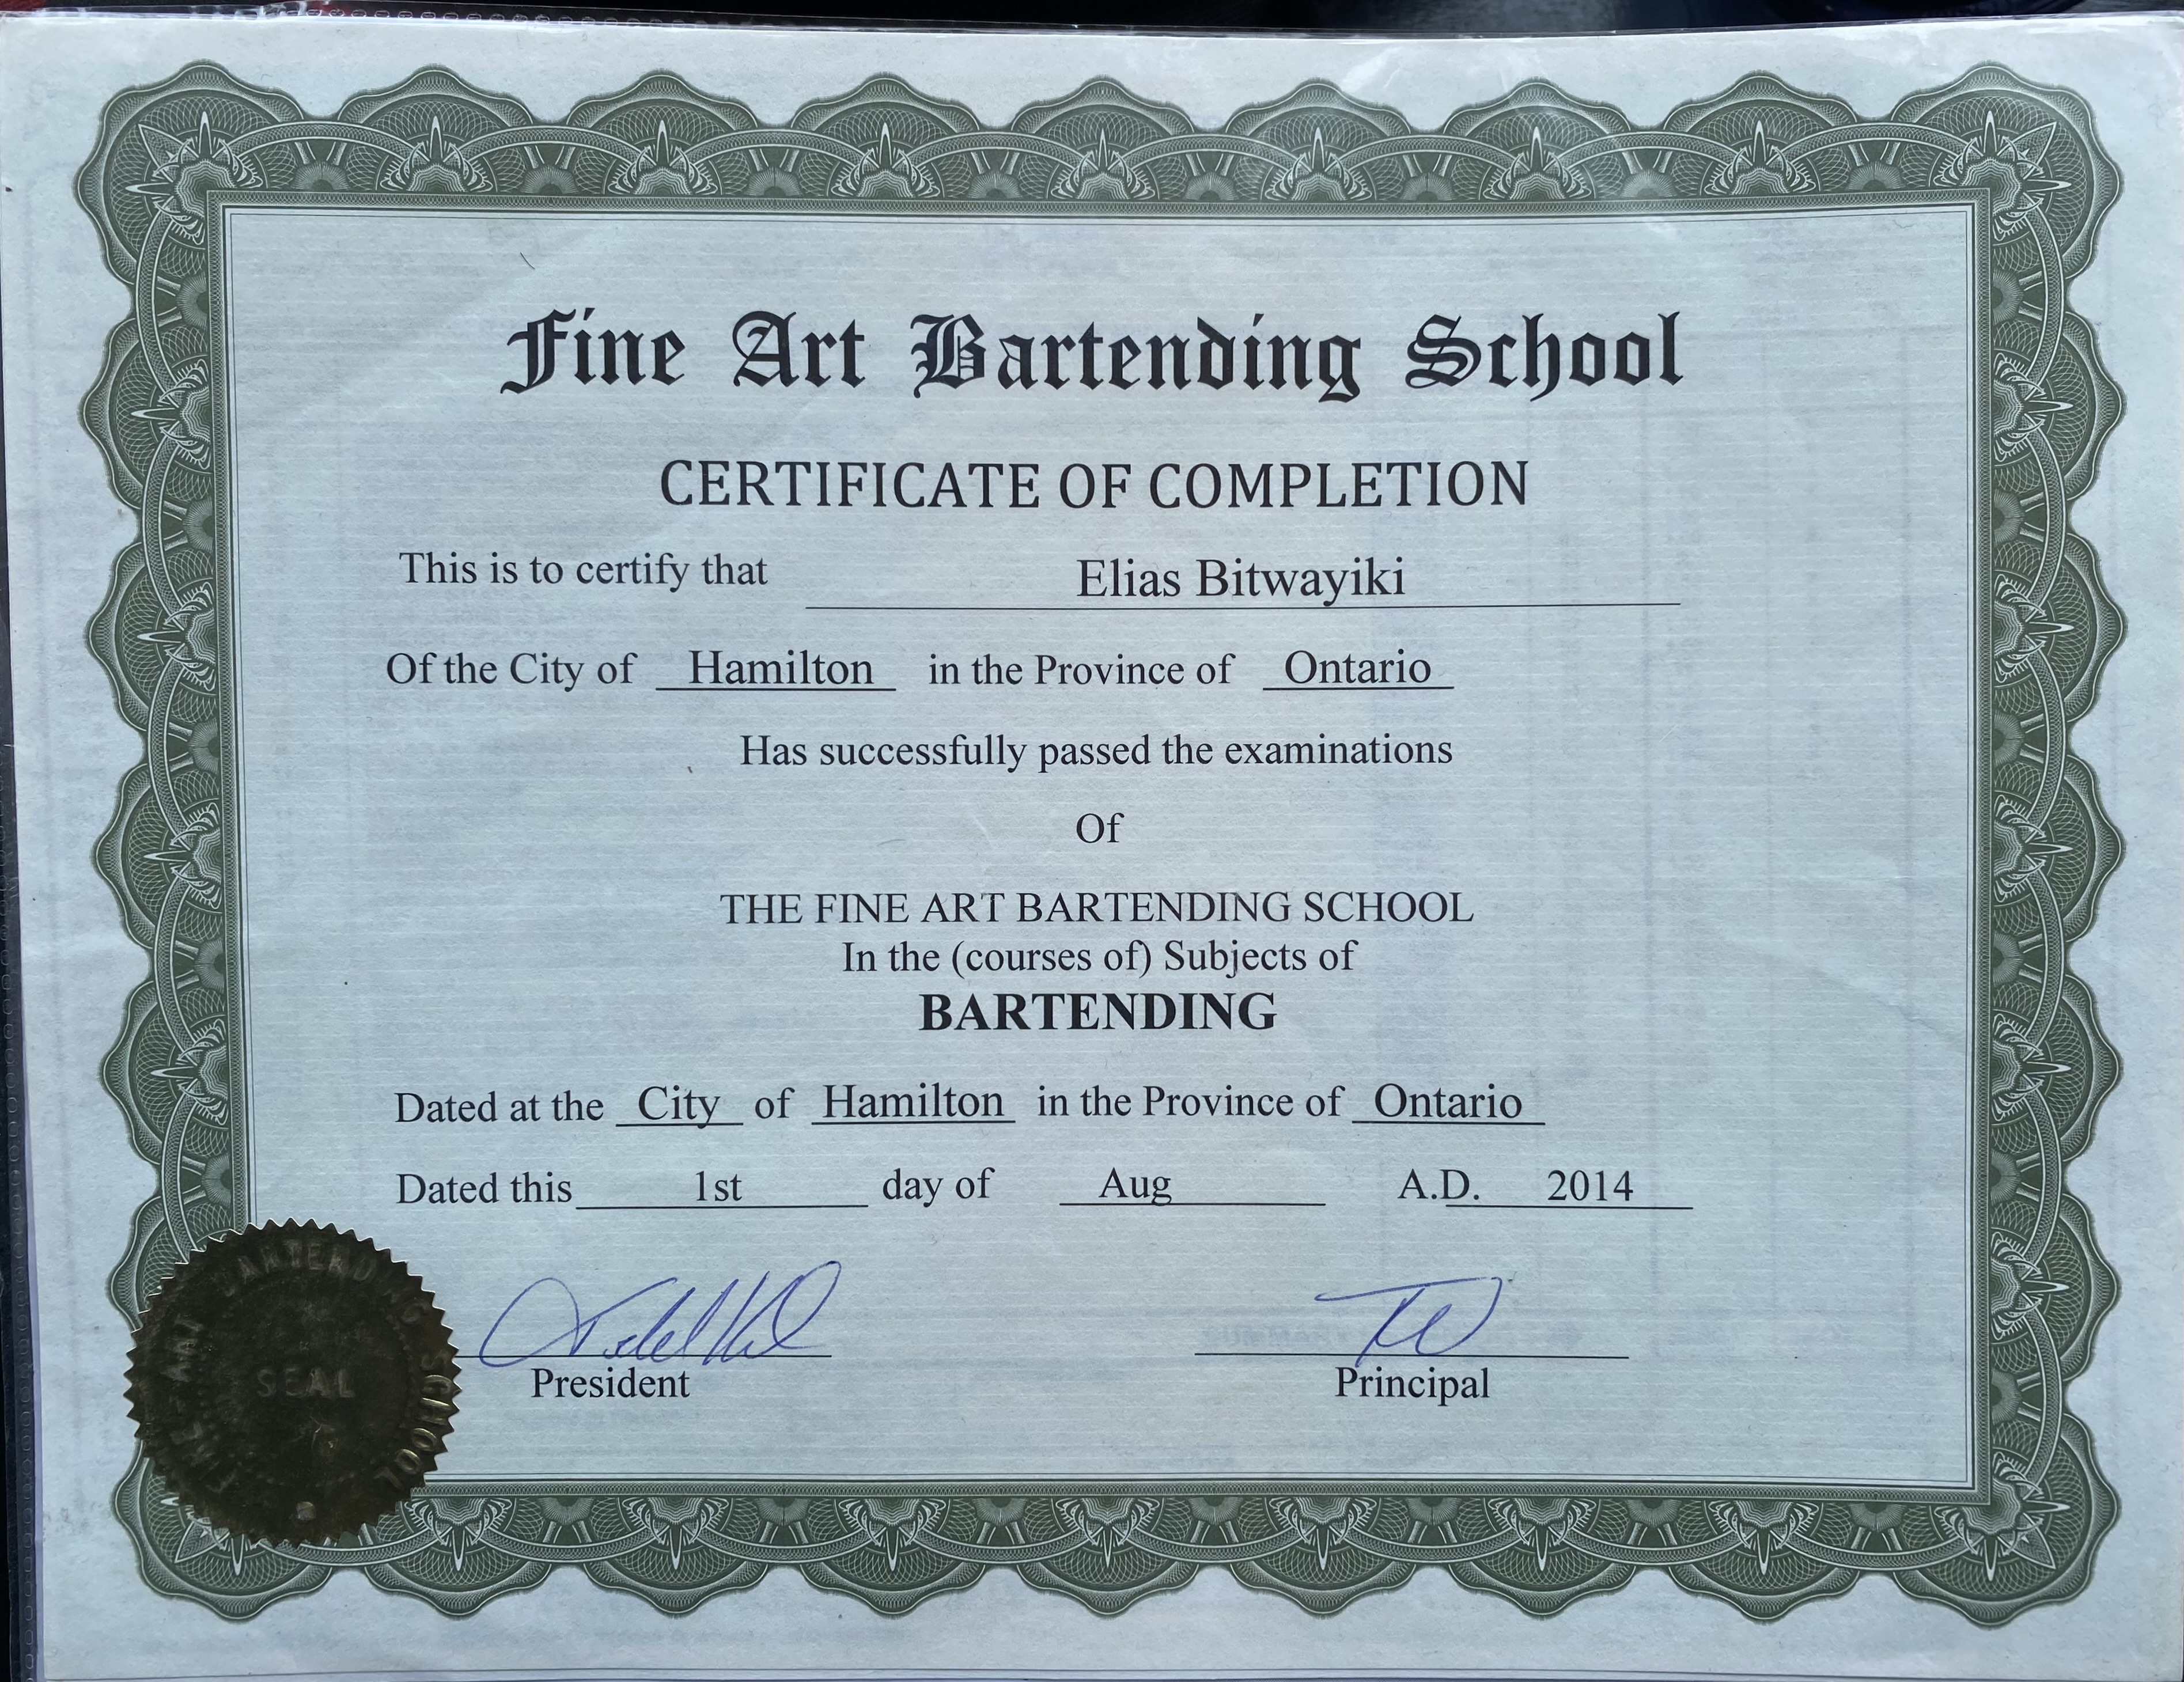 Fine Art Bartending School
CERTIFICATE OF COMPLETION
This is to certify that Elias Bitwayiki
Of the City of Hamilton in the Province of Ontario
Has successfully passed the examinations
Of
THE FINE ART BARTENDING SCHOOL
In the (courses of) Subjects of
BARTENDING
Dated at the City of Hamilton in the Province of Ontario
Dated this 1st day of Aug A.D. 2014
President Principal
FINE-ART BARTENDING SCHOOL
SEAL